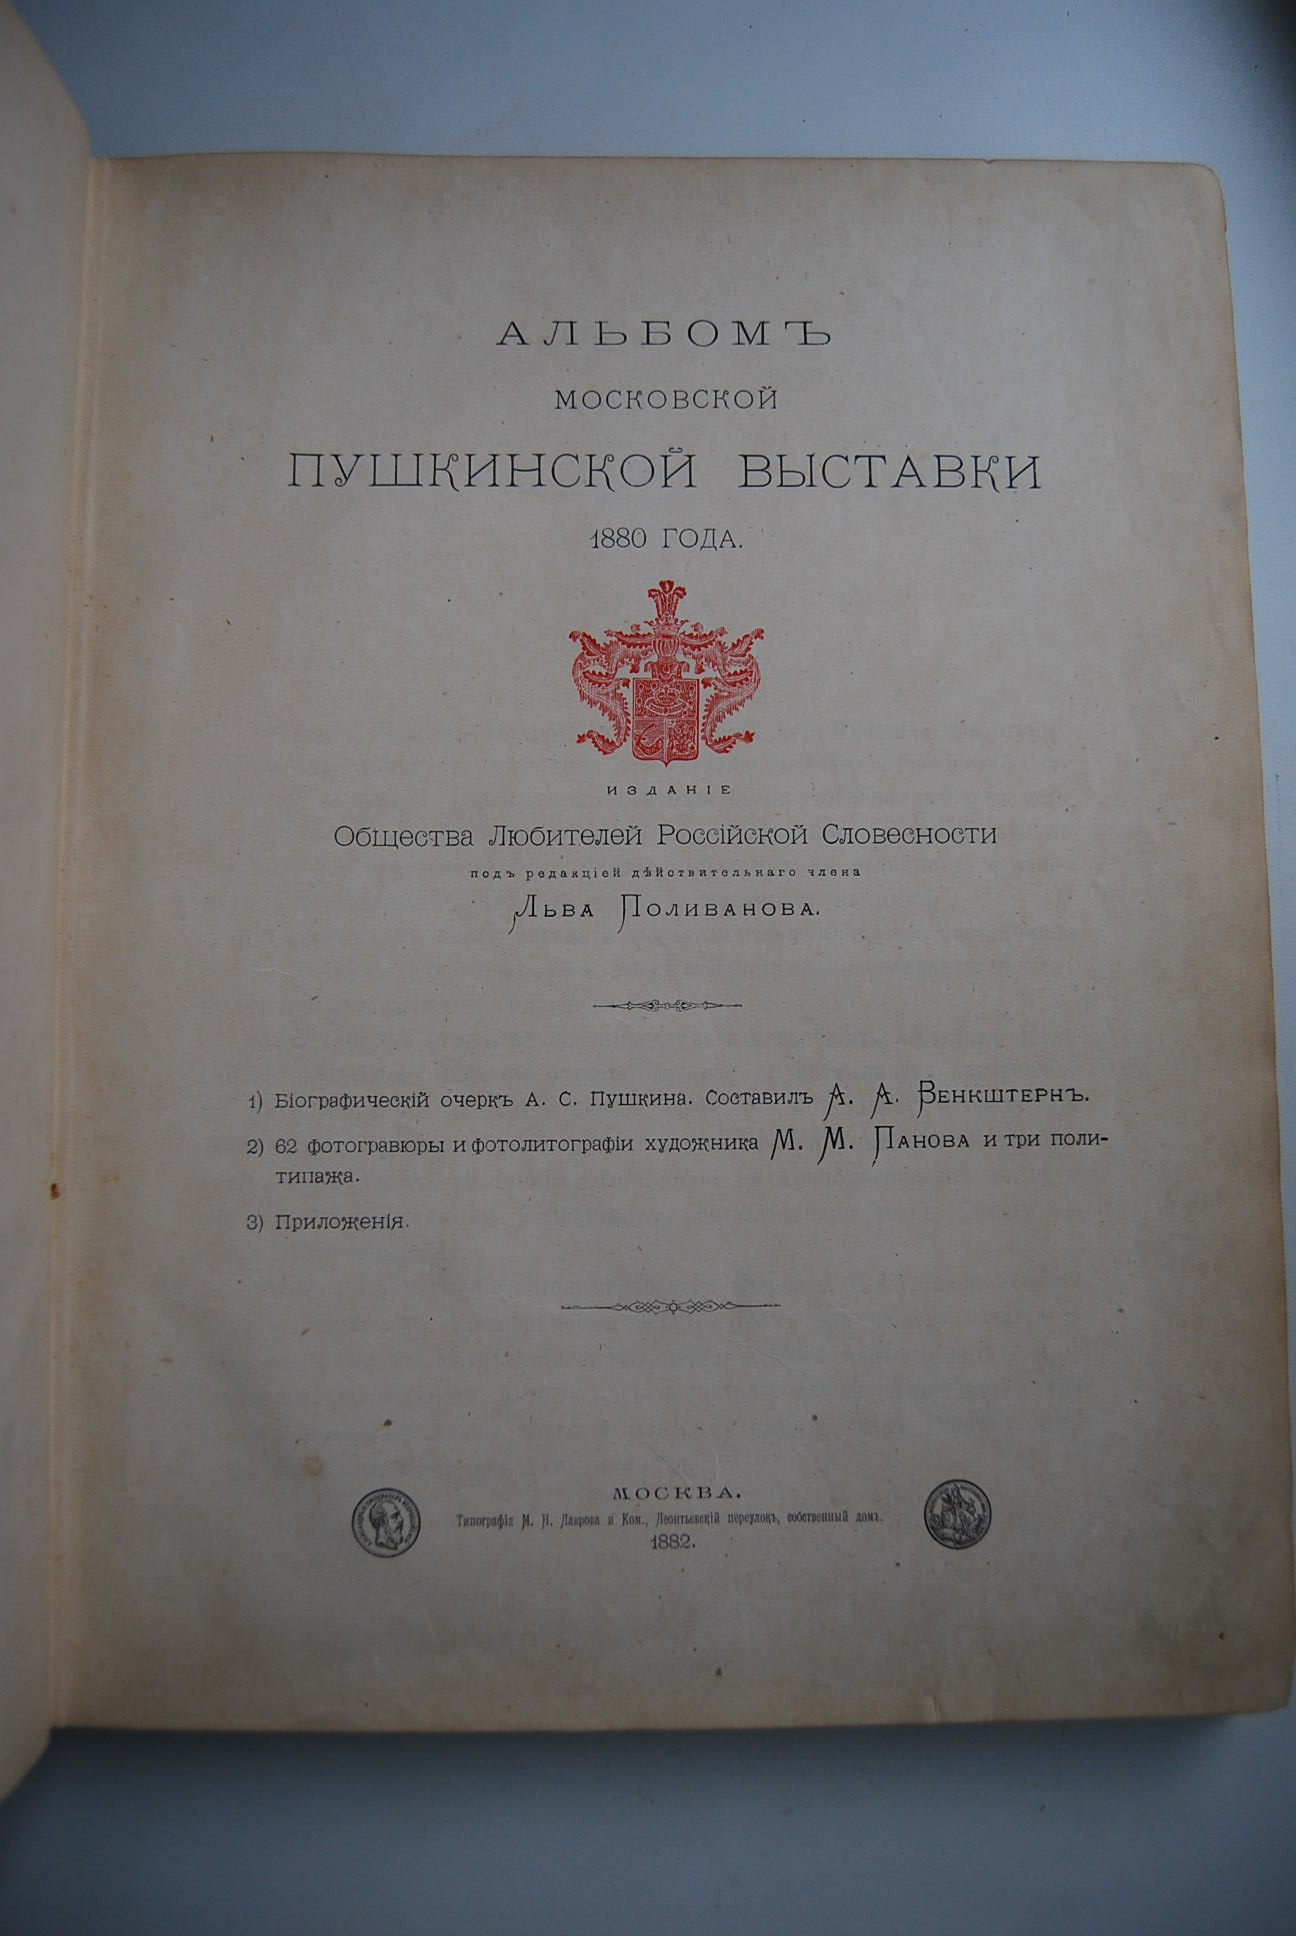 АЛЬБОМЪ
МОСКОВСКОЙ
ПУШКИНСКОЙ ВЫСТАВКИ
1880 ГОДА.
ИЗДАНІЕ
Общества Любителей Россійской Словесности
подъ редакціей дѣйствительнаго члена
Льва Поливанова.
1) Біографическій очеркъ А. С. Пушкина. Составилъ А. А. Венкштернъ.
2) 62 фотогравюры и фотолитографіи художника М. М. Панова и три поли-
типажа.
3) Приложенія.
МОСКВА.
Типографія М. Н. Лаврова и Ком., Леонтьевскій переулокъ, собственный домъ.
1882.